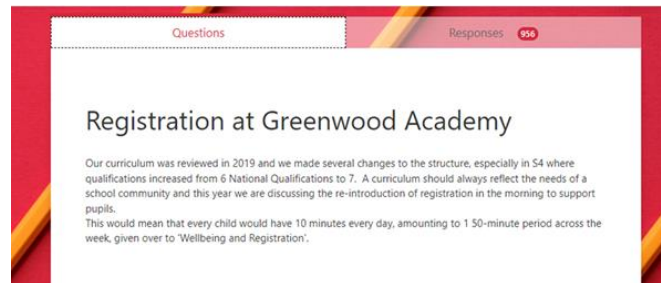 Questions
Responses 956
Registration at Greenwood Academy
Our curriculum was reviewed in 2019 and we made several changes to the structure, especially in S4 where
qualifications increased from 6 National Qualifications to 7.  A curriculum should always reflect the needs of a
school community and this year we are discussing the re-introduction of registration in the morning to support
pupils.
This would mean that every child would have 10 minutes every day, amounting to 1 50-minute period across the
week, given over to 'Wellbeing and Registration'.